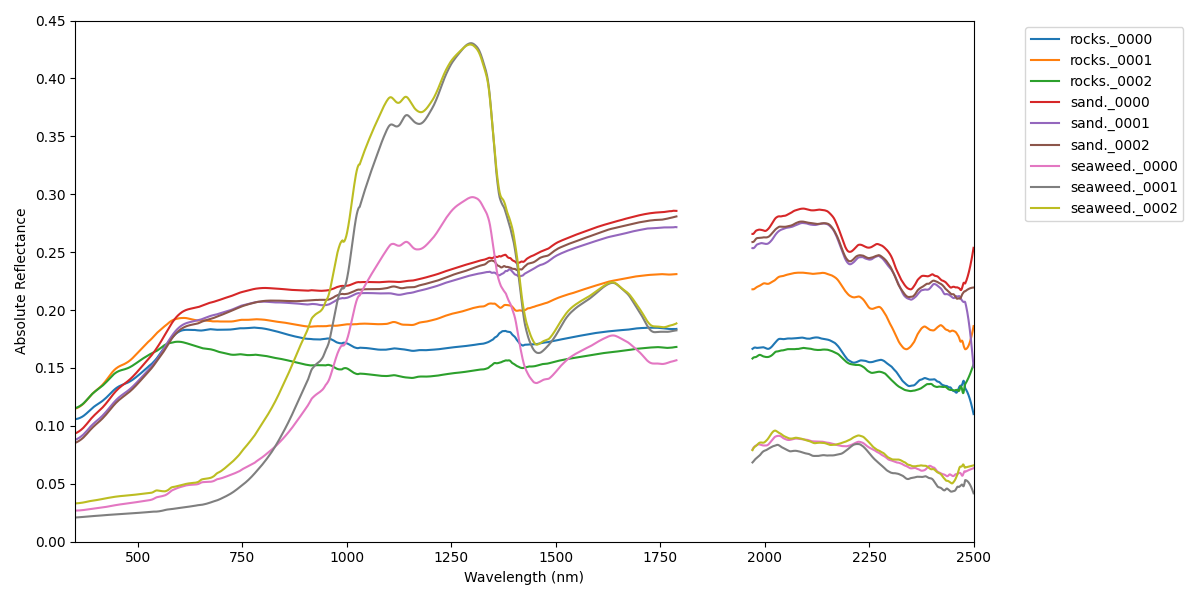 0.45
0.40
0.35
0.30
0.25
0.20
0.15
0.10
0.05
0.00
Absolute Reflectance
500
750
1000
1250
1500
1750
2000
2250
2500
Wavelength (nm)
rocks._0000
rocks._0001
rocks._0002
sand._0000
sand._0001
sand._0002
seaweed._0000
seaweed._0001
seaweed._0002